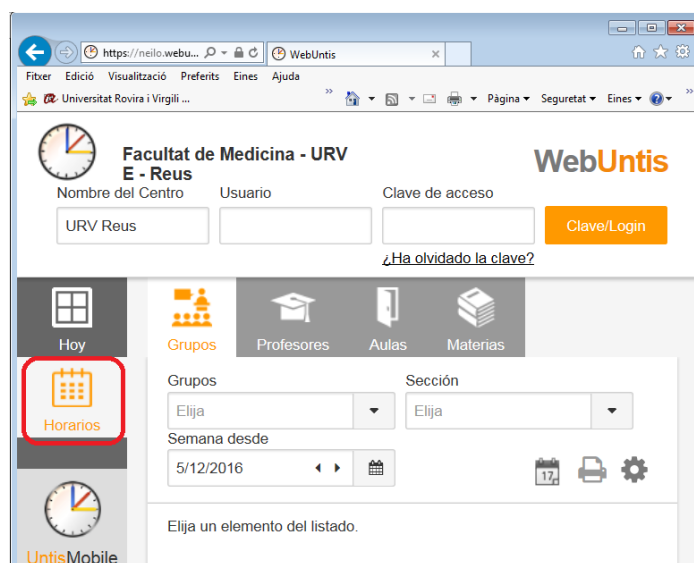 https://neilo.webu...
WebUntis
Fitxer Edició Visualització Preferits Eines Ajuda
Universitat Rovira i Virgili ...
»
Pàgina Seguretat Eines
»
Facultat de Medicina - URV
E - Reus
WebUntis
Nombre del Centro Usuario Clave de acceso
URV Reus
Clave/Login
¿Ha olvidado la clave?
Hoy
Grupos Profesores Aulas Materias
Horarios
Grupos Sección
Elija Elija
Semana desde
5/12/2016
17
Elija un elemento del listado.
UntisMobile